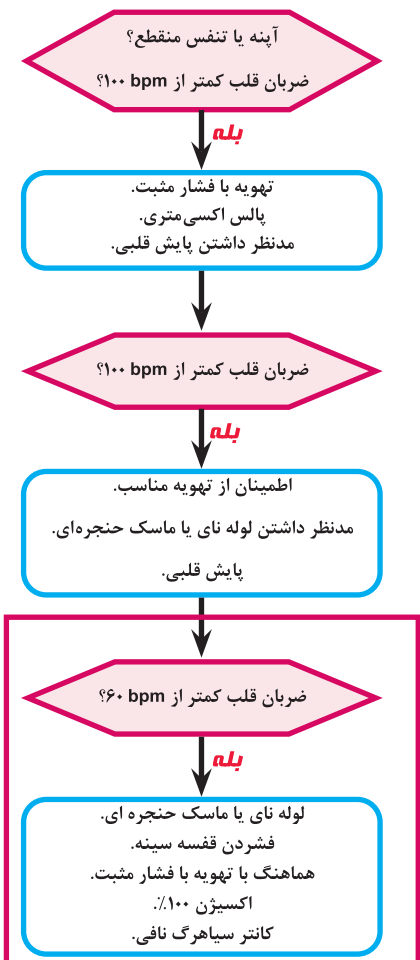 آپنه یا تنفس منقطع؟
ضربان قلب کمتر از ۱۰۰ bpm؟
بله
تهویه با فشار مثبت.
پالس اکسی‌متری.
مدنظر داشتن پایش قلبی.
ضربان قلب کمتر از ۱۰۰ bpm؟
بله
اطمینان از تهویه مناسب.
مدنظر داشتن لوله نای یا ماسک حنجره‌ای.
پایش قلبی.
ضربان قلب کمتر از ۶۰ bpm؟
بله
لوله نای یا ماسک حنجره ای.
فشردن قفسه سینه.
هماهنگ با تهویه با فشار مثبت.
اکسیژن ۱۰۰٪.
کانتر سیاهرگ نافی.